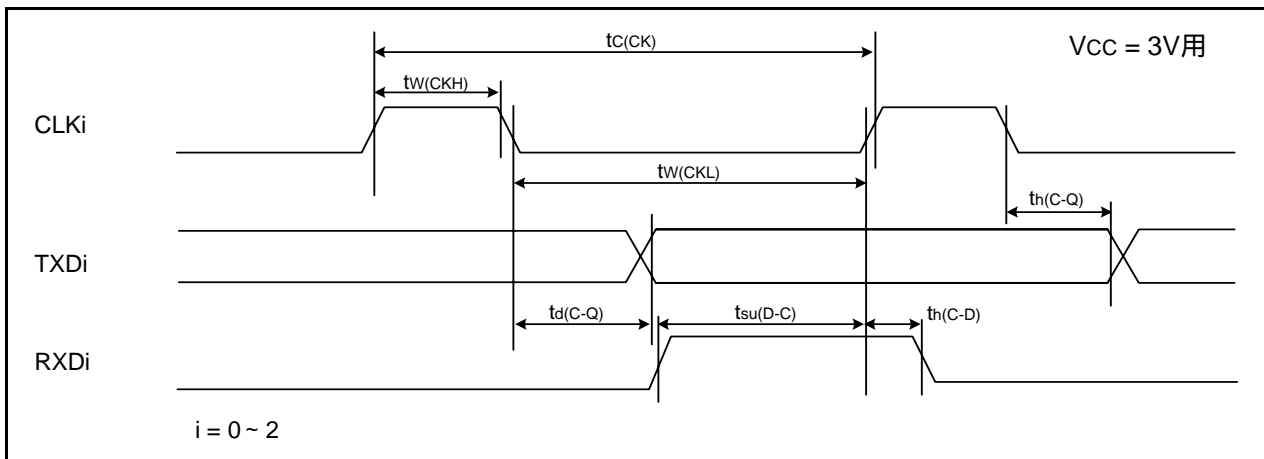 tC(CK)
VCC = 3V用
tW(CKH)
CLKi
tW(CKL)
th(C-Q)
TXDi
td(C-Q)
tsu(D-C)
th(C-D)
RXDi
i = 0 ~ 2